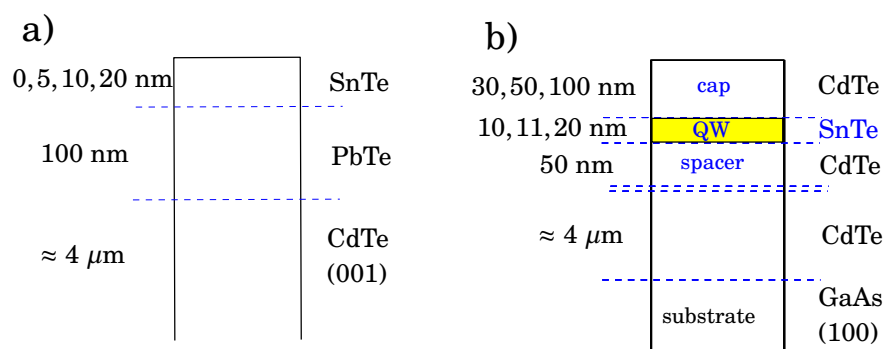 a)
0, 5, 10, 20 nm SnTe
100 nm PbTe
≈ 4 μm CdTe
(001)
b)
30, 50, 100 nm cap CdTe
10, 11, 20 nm QW SnTe
50 nm spacer CdTe
≈ 4 μm CdTe
substrate GaAs
(100)